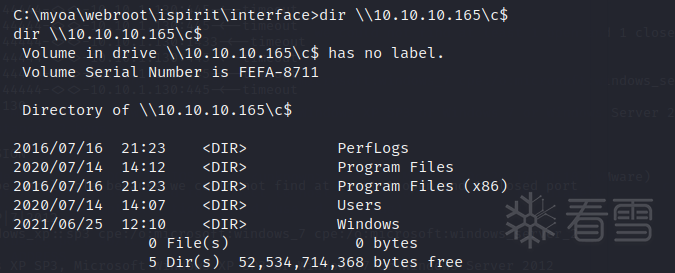 C:\myoa\webroot\ispirit\interface>dir \\10.10.10.165\c$
dir \\10.10.10.165\c$
 Volume in drive \\10.10.10.165\c$ has no label.
 Volume Serial Number is FEFA-8711

 Directory of \\10.10.10.165\c$

2016/07/16  21:23    <DIR>          PerfLogs
2020/07/14  14:12    <DIR>          Program Files
2016/07/16  21:23    <DIR>          Program Files (x86)
2020/07/14  14:07    <DIR>          Users
2021/06/25  12:10    <DIR>          Windows
               0 File(s)              0 bytes
               5 Dir(s)  52,534,714,368 bytes free
看雪